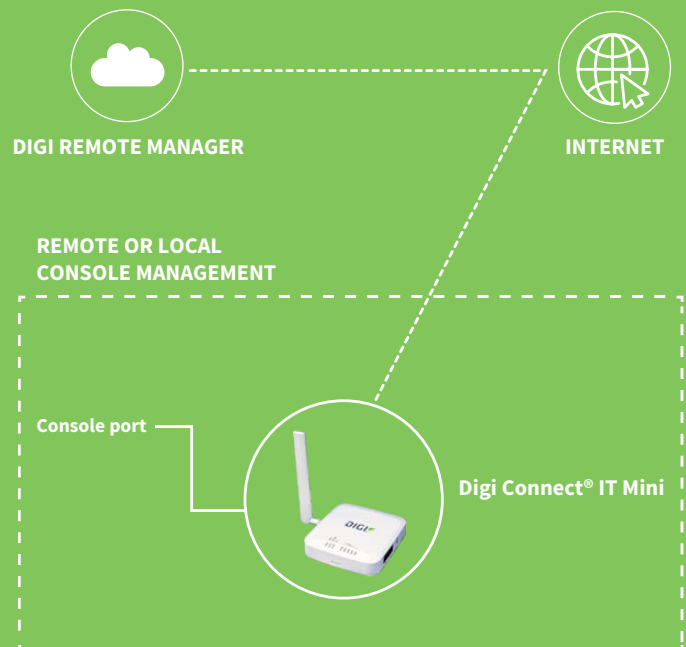 DIGI REMOTE MANAGER
INTERNET
REMOTE OR LOCAL
CONSOLE MANAGEMENT
Console port
Digi Connect® IT Mini
DIGI